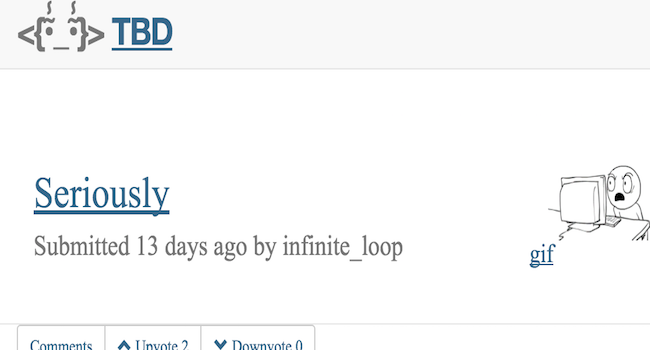 <{•_•}> TBD
Seriously
Submitted 13 days ago by infinite_loop
gif
Comments Upvote 2 Downvote 0